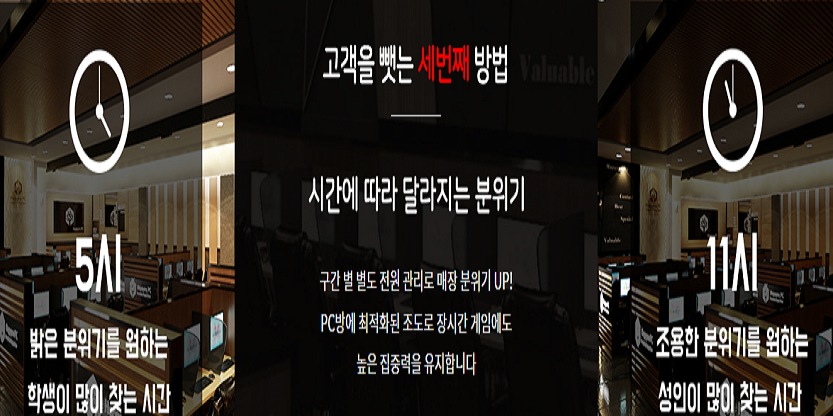 고객을 뺏는 세번째 방법
Valuable
시간에 따라 달라지는 분위기
구간 별 별도 전원 관리로 매장 분위기 UP!
PC방에 최적화된 조도로 장시간 게임에도
높은 집중력을 유지합니다
5시
밝은 분위기를 원하는
학생이 많이 찾는 시간
11시
조용한 분위기를 원하는
성인이 많이 찾는 시간